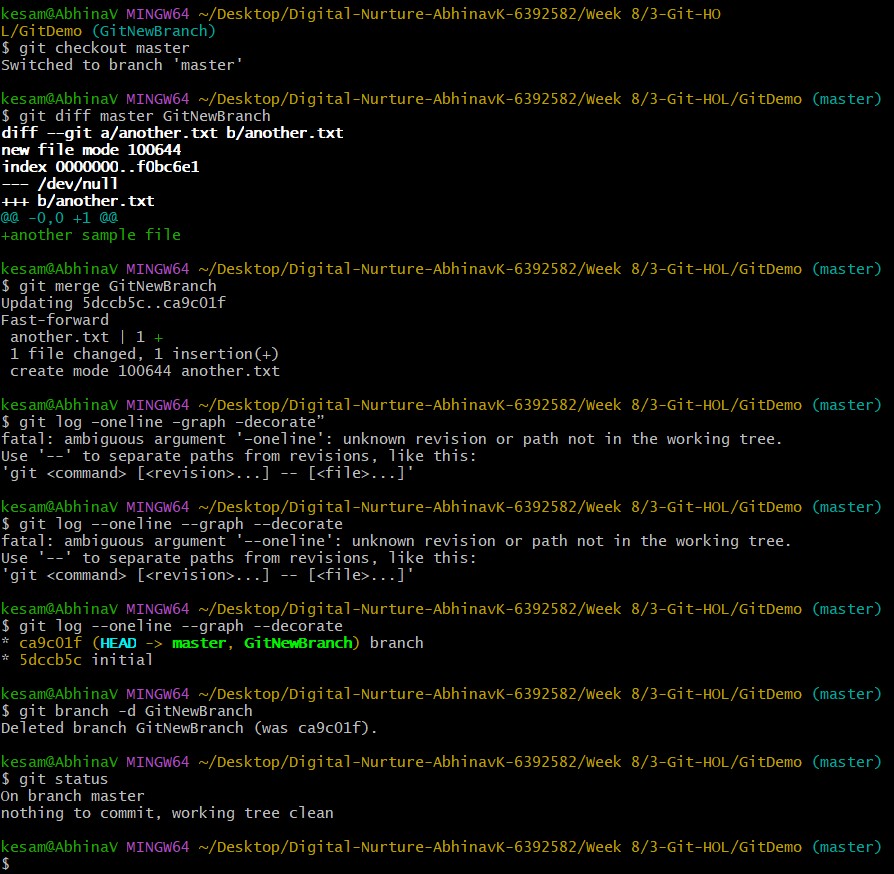 kesam@AbhinaV MINGW64 ~/Desktop/Digital-Nurture-AbhinavK-6392582/Week 8/3-Git-HO
L/GitDemo (GitNewBranch)
$ git checkout master
Switched to branch 'master'

kesam@AbhinaV MINGW64 ~/Desktop/Digital-Nurture-AbhinavK-6392582/Week 8/3-Git-HOL/GitDemo (master)
$ git diff master GitNewBranch
diff --git a/another.txt b/another.txt
new file mode 100644
index 0000000..f0bc6e1
--- /dev/null
+++ b/another.txt
@@ -0,0 +1 @@
+another sample file

kesam@AbhinaV MINGW64 ~/Desktop/Digital-Nurture-AbhinavK-6392582/Week 8/3-Git-HOL/GitDemo (master)
$ git merge GitNewBranch
Updating 5dccb5c..ca9c01f
Fast-forward
 another.txt | 1 +
 1 file changed, 1 insertion(+)
 create mode 100644 another.txt

kesam@AbhinaV MINGW64 ~/Desktop/Digital-Nurture-AbhinavK-6392582/Week 8/3-Git-HOL/GitDemo (master)
$ git log –oneline –graph –decorate”
fatal: ambiguous argument '–oneline': unknown revision or path not in the working tree.
Use '--' to separate paths from revisions, like this:
'git <command> [<revision>...] -- [<file>...]'

kesam@AbhinaV MINGW64 ~/Desktop/Digital-Nurture-AbhinavK-6392582/Week 8/3-Git-HOL/GitDemo (master)
$ git log --oneline --graph --decorate
fatal: ambiguous argument '--oneline': unknown revision or path not in the working tree.
Use '--' to separate paths from revisions, like this:
'git <command> [<revision>...] -- [<file>...]'

kesam@AbhinaV MINGW64 ~/Desktop/Digital-Nurture-AbhinavK-6392582/Week 8/3-Git-HOL/GitDemo (master)
$ git log --oneline --graph --decorate
* ca9c01f (HEAD -> master, GitNewBranch) branch
* 5dccb5c initial

kesam@AbhinaV MINGW64 ~/Desktop/Digital-Nurture-AbhinavK-6392582/Week 8/3-Git-HOL/GitDemo (master)
$ git branch -d GitNewBranch
Deleted branch GitNewBranch (was ca9c01f).

kesam@AbhinaV MINGW64 ~/Desktop/Digital-Nurture-AbhinavK-6392582/Week 8/3-Git-HOL/GitDemo (master)
$ git status
On branch master
nothing to commit, working tree clean

kesam@AbhinaV MINGW64 ~/Desktop/Digital-Nurture-AbhinavK-6392582/Week 8/3-Git-HOL/GitDemo (master)
$